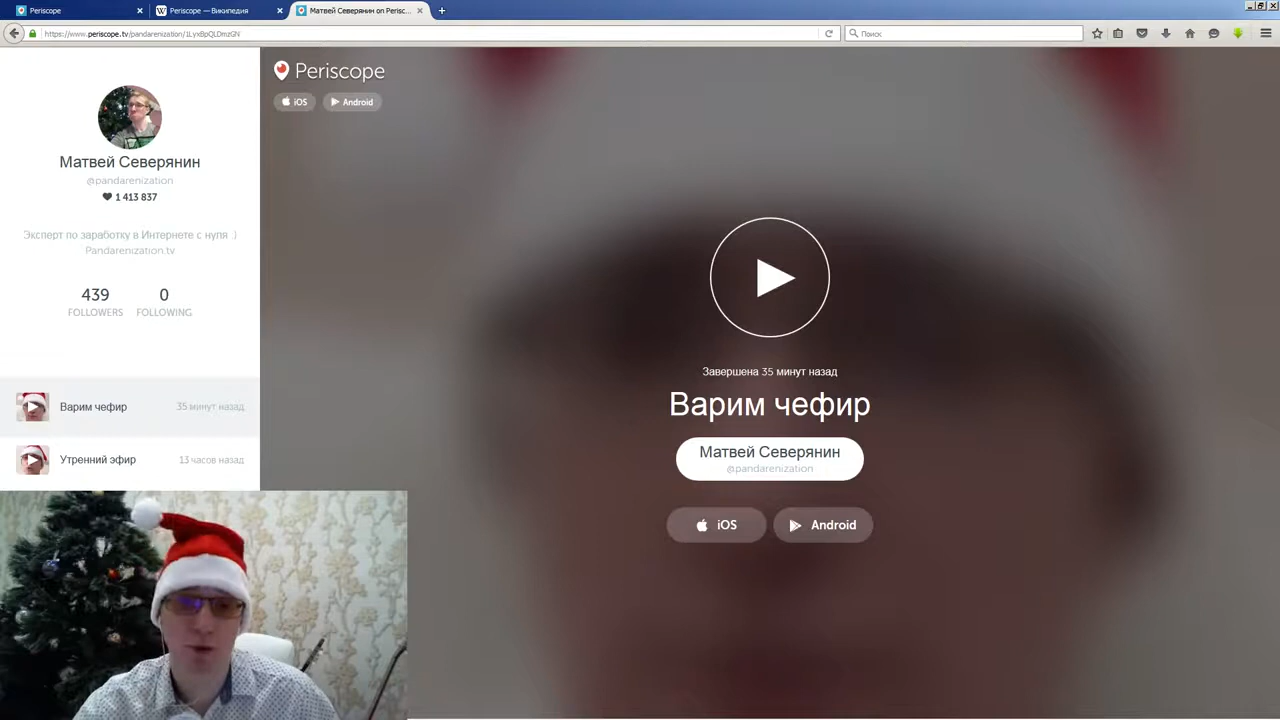 Periscope
Periscope — Википедия
Матвей Северянин on Perisc...
https://www.periscope.tv/pandarenization/1LyxBpQLDmzGN
Поиск
Матвей Северянин
@pandarenization
1 413 837
Эксперт по заработку в Интернете с нуля :)
Pandarenization.tv
439
0
FOLLOWERS
FOLLOWING
Варим чефир
35 минут назад
Утренний эфир
13 часов назад
Periscope
iOS
Android
Завершена 35 минут назад
Варим чефир
Матвей Северянин
@pandarenization
iOS
Android